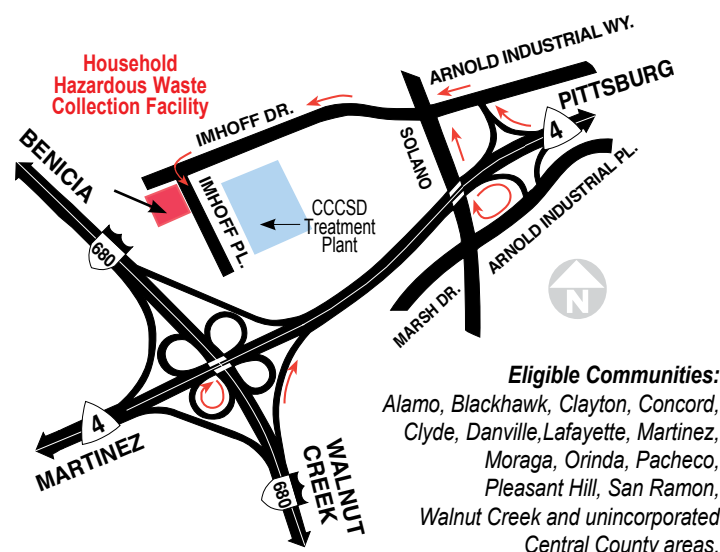 Household
Hazardous Waste
Collection Facility
ARNOLD INDUSTRIAL WY.
PITTSBURG
4
IMHOFF DR.
SOLANO
BENICIA
IMHOFF PL.
CCCSD
Treatment
Plant
ARNOLD INDUSTRIAL PL.
680
MARSH DR.
N
4
MARTINEZ
WALNUT
CREEK
680
Eligible Communities:
Alamo, Blackhawk, Clayton, Concord,
Clyde, Danville,Lafayette, Martinez,
Moraga, Orinda, Pacheco,
Pleasant Hill, San Ramon,
Walnut Creek and unincorporated
Central County areas.